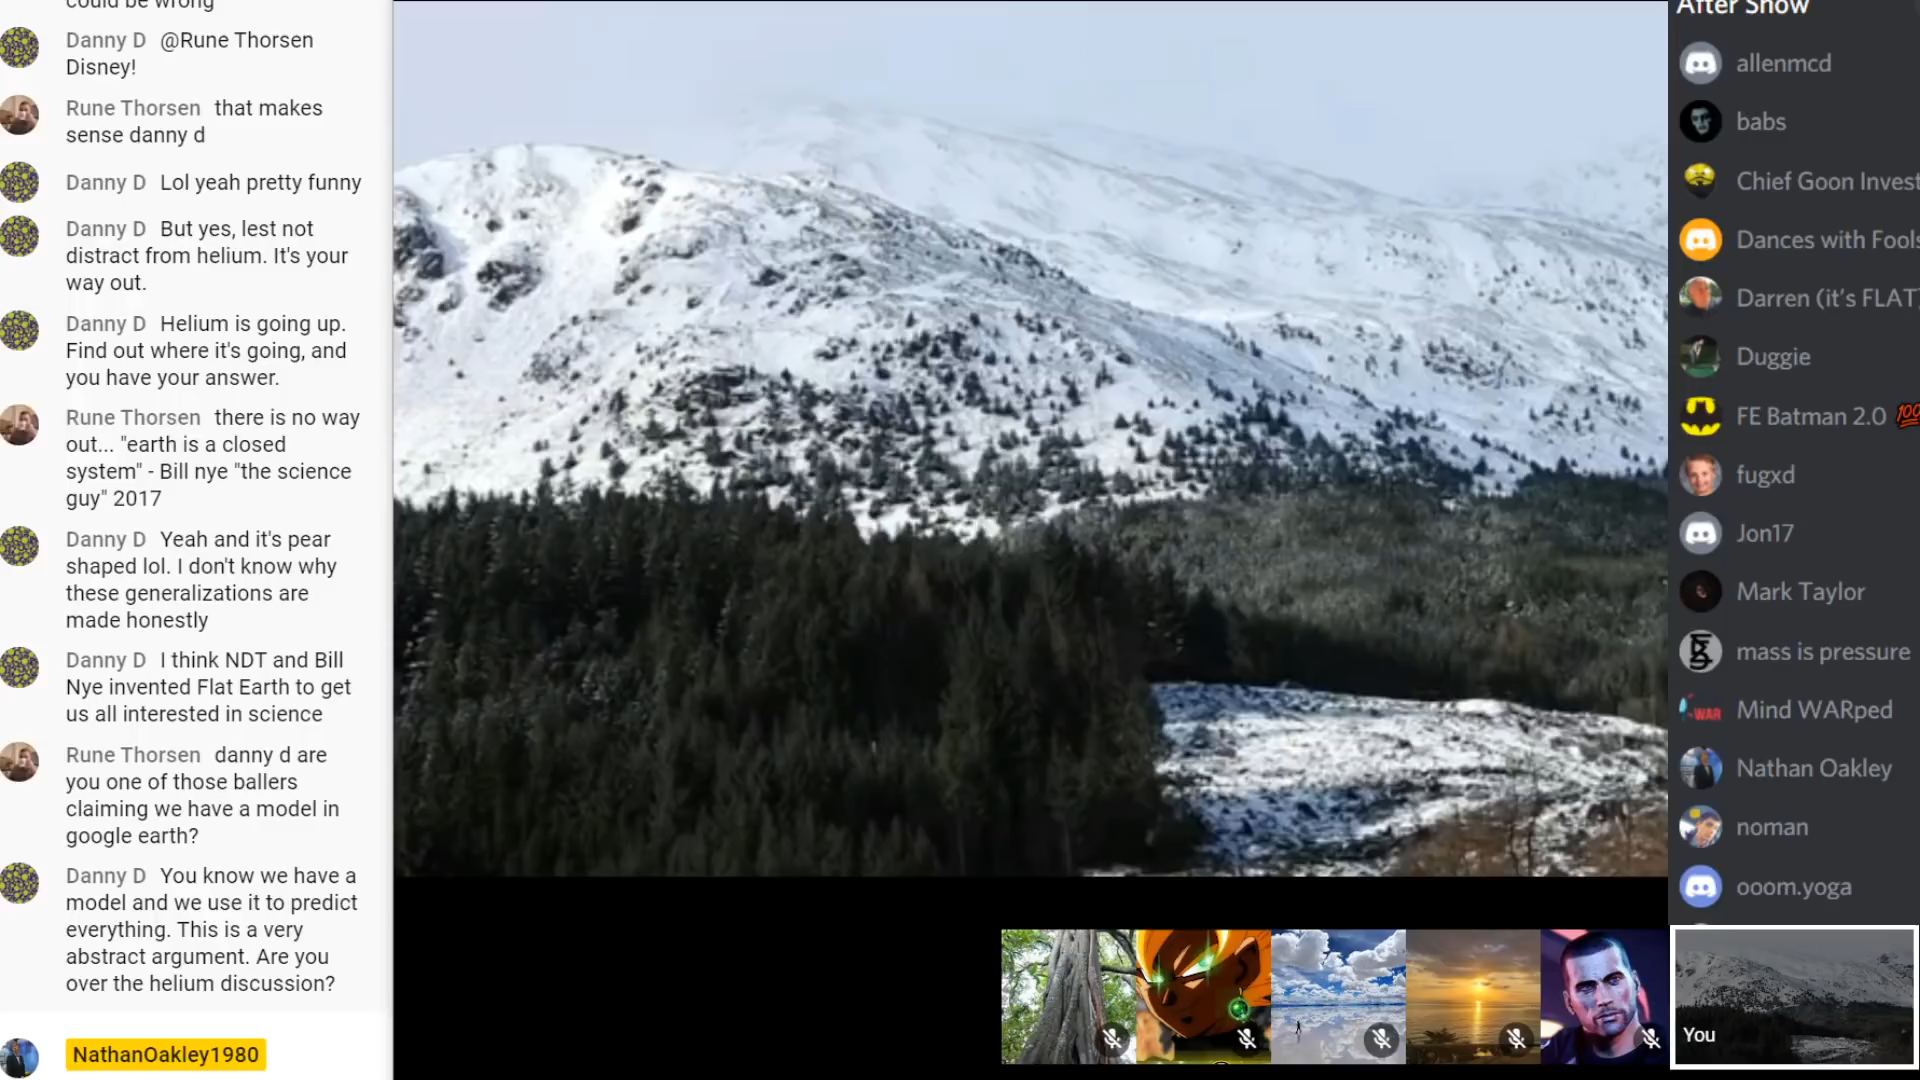 could be wrong
Danny D @Rune Thorsen
Disney!
Rune Thorsen that makes
sense danny d
Danny D Lol yeah pretty funny
Danny D But yes, lest not
distract from helium. It's your
way out.
Danny D Helium is going up.
Find out where it's going, and
you have your answer.
Rune Thorsen there is no way
out... "earth is a closed
system" - Bill nye "the science
guy" 2017
Danny D Yeah and it's pear
shaped lol. I don't know why
these generalizations are
made honestly
Danny D I think NDT and Bill
Nye invented Flat Earth to get
us all interested in science
Rune Thorsen danny d are
you one of those ballers
claiming we have a model in
google earth?
Danny D You know we have a
model and we use it to predict
everything. This is a very
abstract argument. Are you
over the helium discussion?
NathanOakley1980
After Show
allenmcd
babs
Chief Goon Invest
Dances with Fools
Darren (it's FLAT
Duggie
FE Batman 2.0 💯
fugxd
Jon17
Mark Taylor
mass is pressure
WAR
Mind WARped
Nathan Oakley
noman
ooom.yoga
You